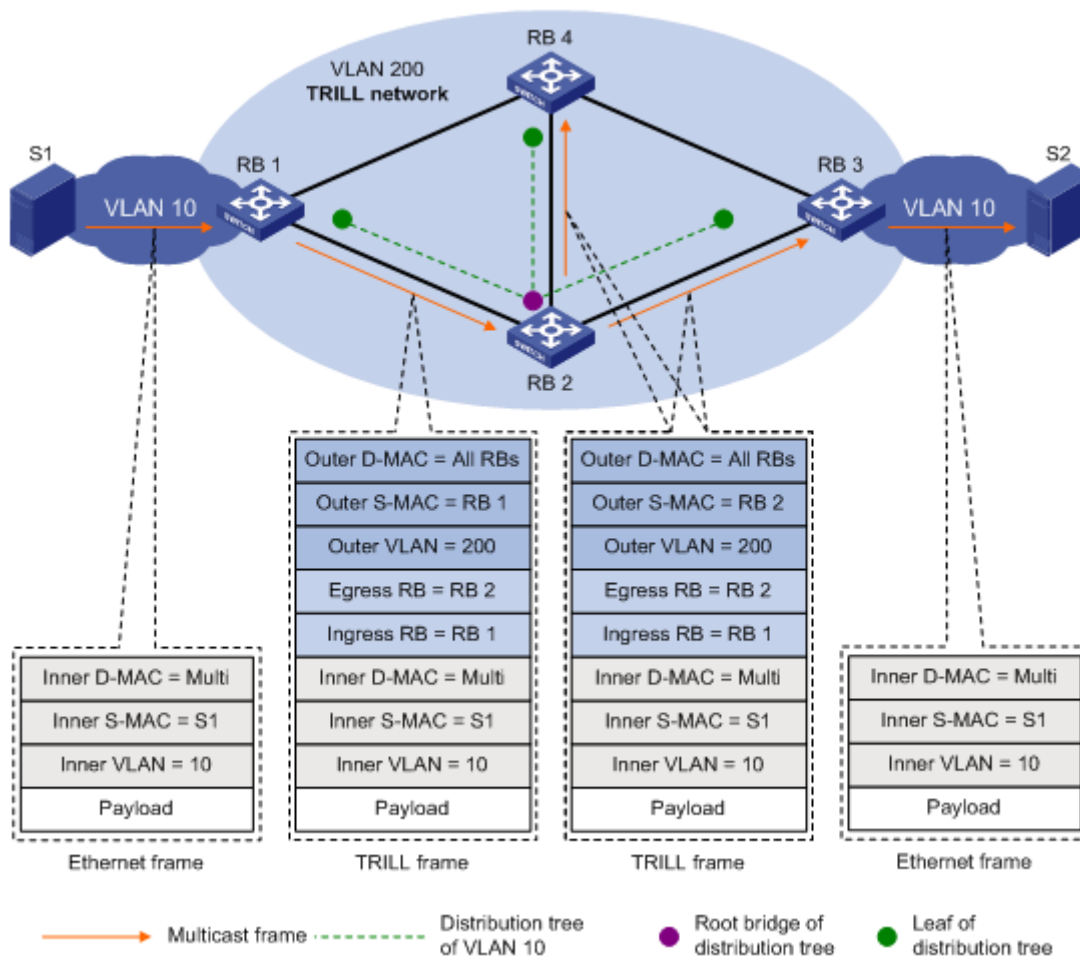 RB 4
VLAN 200
TRILL network
SWITCH
S1
RB 1
RB 3
S2
VLAN 10
SWITCH
SWITCH
VLAN 10
SWITCH
RB 2
Outer D-MAC = All RBs
Outer S-MAC = RB 1
Outer VLAN = 200
Egress RB = RB 2
Ingress RB = RB 1
Inner D-MAC = Multi
Inner S-MAC = S1
Inner VLAN = 10
Payload
Outer D-MAC = All RBs
Outer S-MAC = RB 2
Outer VLAN = 200
Egress RB = RB 2
Ingress RB = RB 1
Inner D-MAC = Multi
Inner S-MAC = S1
Inner VLAN = 10
Payload
Inner D-MAC = Multi
Inner S-MAC = S1
Inner VLAN = 10
Payload
Inner D-MAC = Multi
Inner S-MAC = S1
Inner VLAN = 10
Payload
Ethernet frame
TRILL frame
TRILL frame
Ethernet frame
Multicast frame
Distribution tree
of VLAN 10
Root bridge of
distribution tree
Leaf of
distribution tree